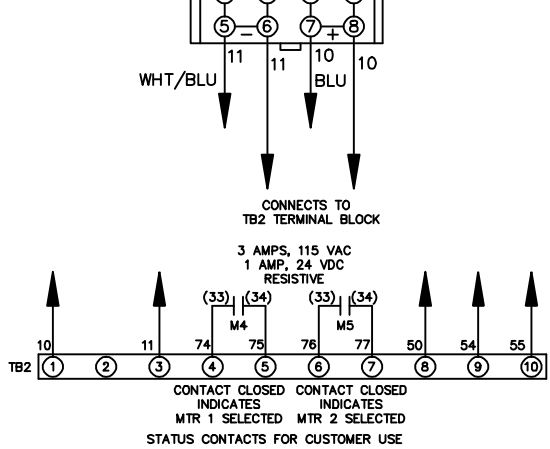 5 6 7 8
- +
11 11 10 10
WHT/BLU BLU
CONNECTS TO
TB2 TERMINAL BLOCK
3 AMPS, 115 VAC
1 AMP, 24 VDC
RESISTIVE
(33) (34) (33) (34)
M4 M5
10 11 74 75 76 77 50 54 55
TB2 1 2 3 4 5 6 7 8 9 10
CONTACT CLOSED CONTACT CLOSED
INDICATES INDICATES
MTR 1 SELECTED MTR 2 SELECTED
STATUS CONTACTS FOR CUSTOMER USE